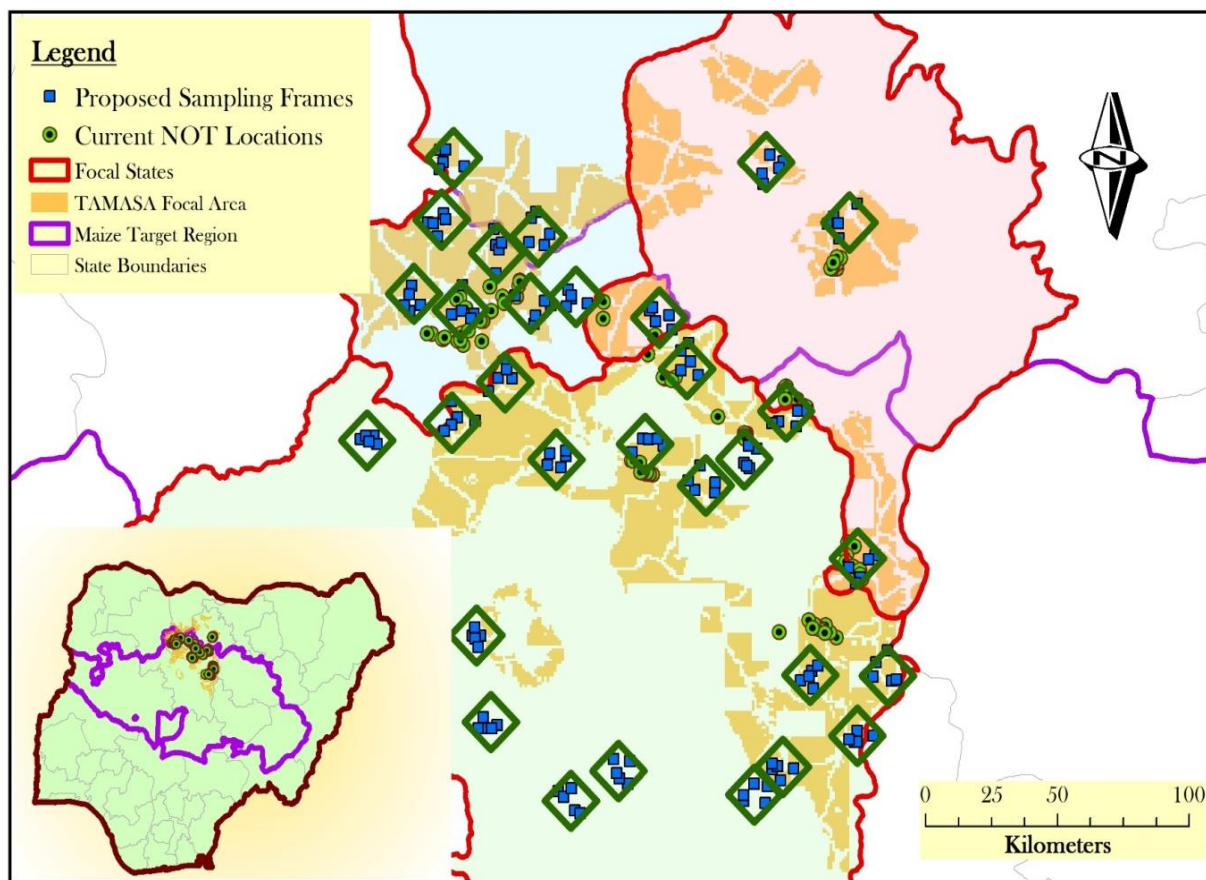 Legend
Proposed Sampling Frames
Current NOT Locations
Focal States
TAMASA Focal Area
Maize Target Region
State Boundaries
N
0 25 50 100
Kilometers